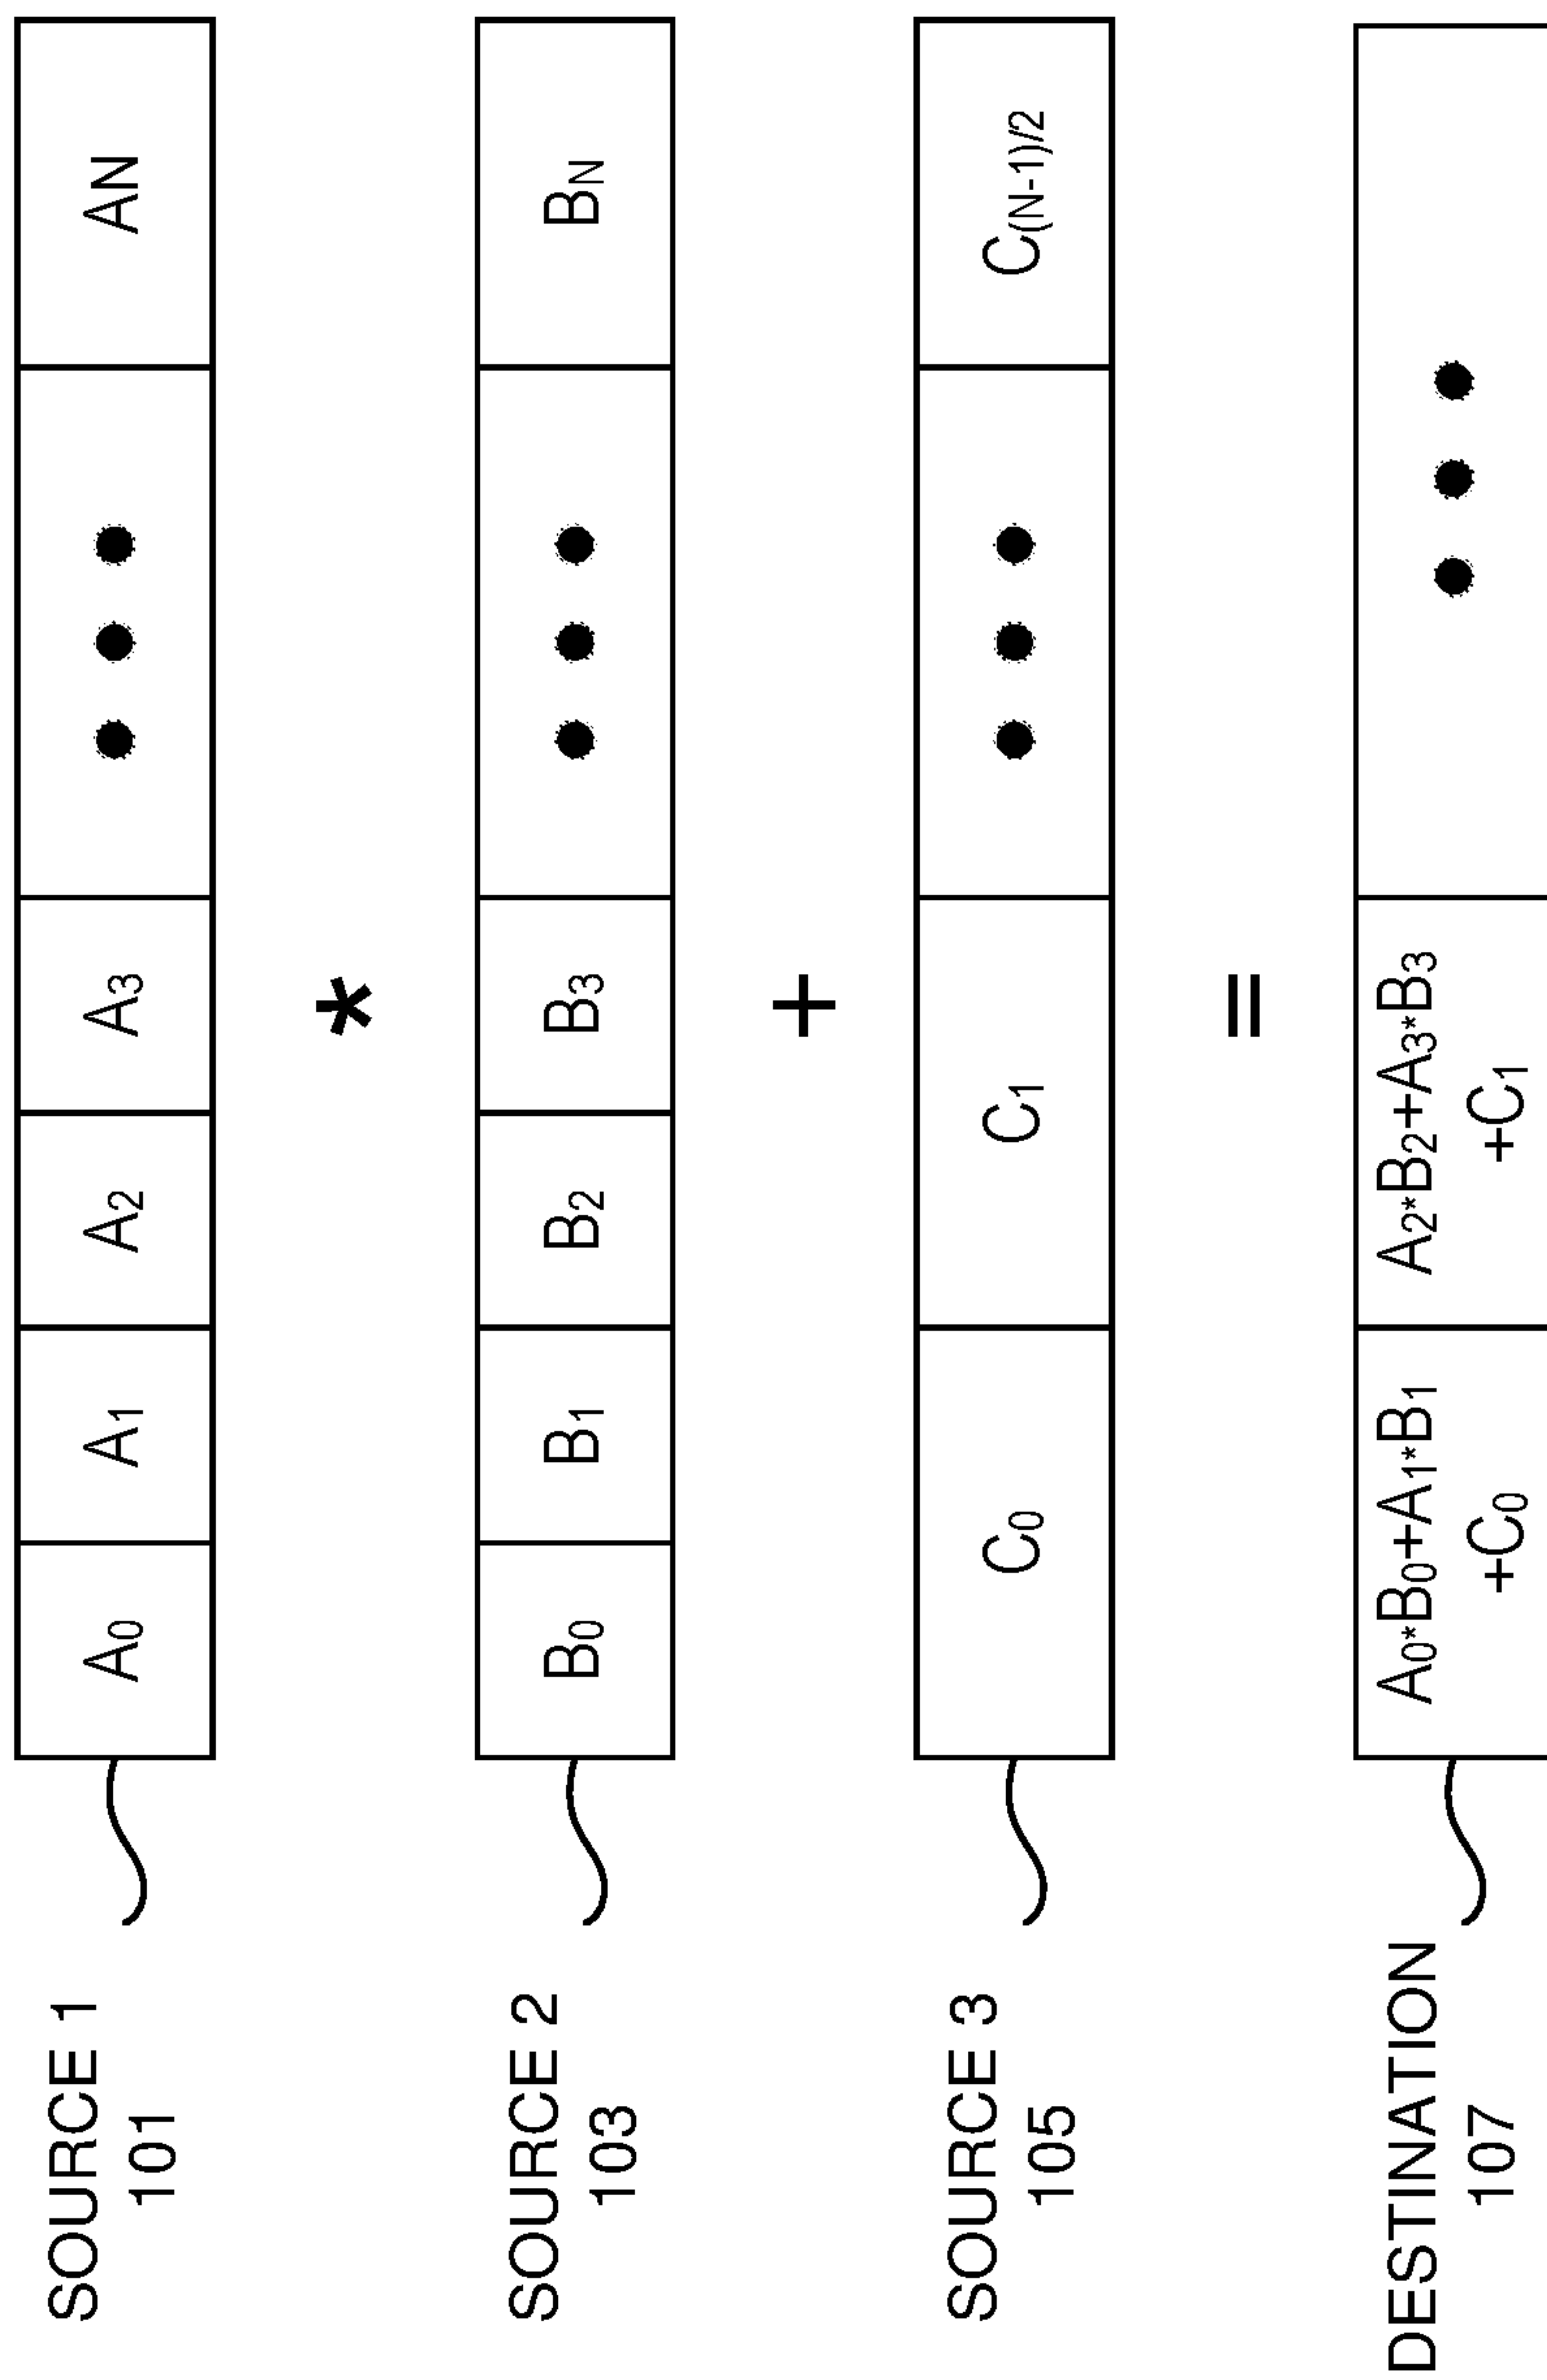 SOURCE 1
101
A0
A1
A2
A3
AN
*
SOURCE 2
103
B0
B1
B2
B3
BN
+
SOURCE 3
105
C0
C1
C(N-1)/2
=
DESTINATION
107
A0*B0+A1*B1
+C0
A2*B2+A3*B3
+C1